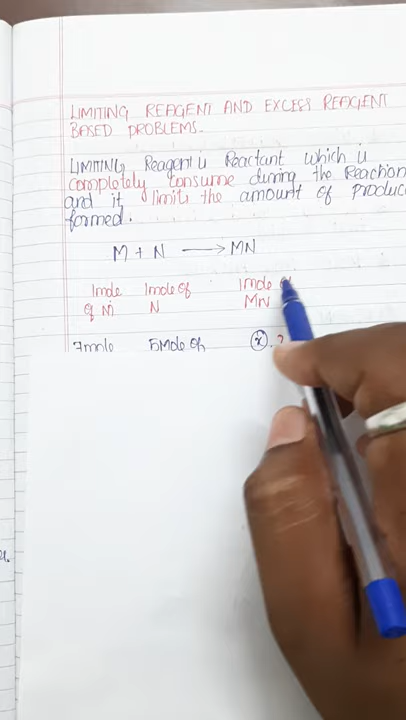 LIMITING REAGENT AND EXCESS REAGENT
BASED PROBLEMS.
LIMITING Reagent is Reactant which is
completely consume during the Reaction
and it limits the amount of produc
formed.
M + N ⟶ MN
1mole 1mole of 1mole of
of M N MN
7mole 5Mole of x . ?